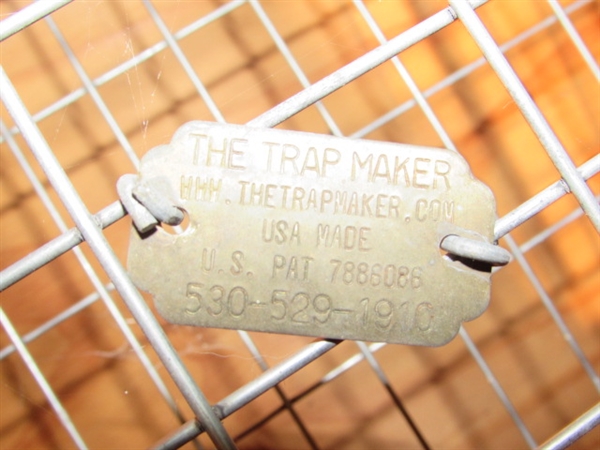 THE TRAP MAKER
WWW.THETRAPMAKER.COM
USA MADE
U.S. PAT 7886086
530-529-1910